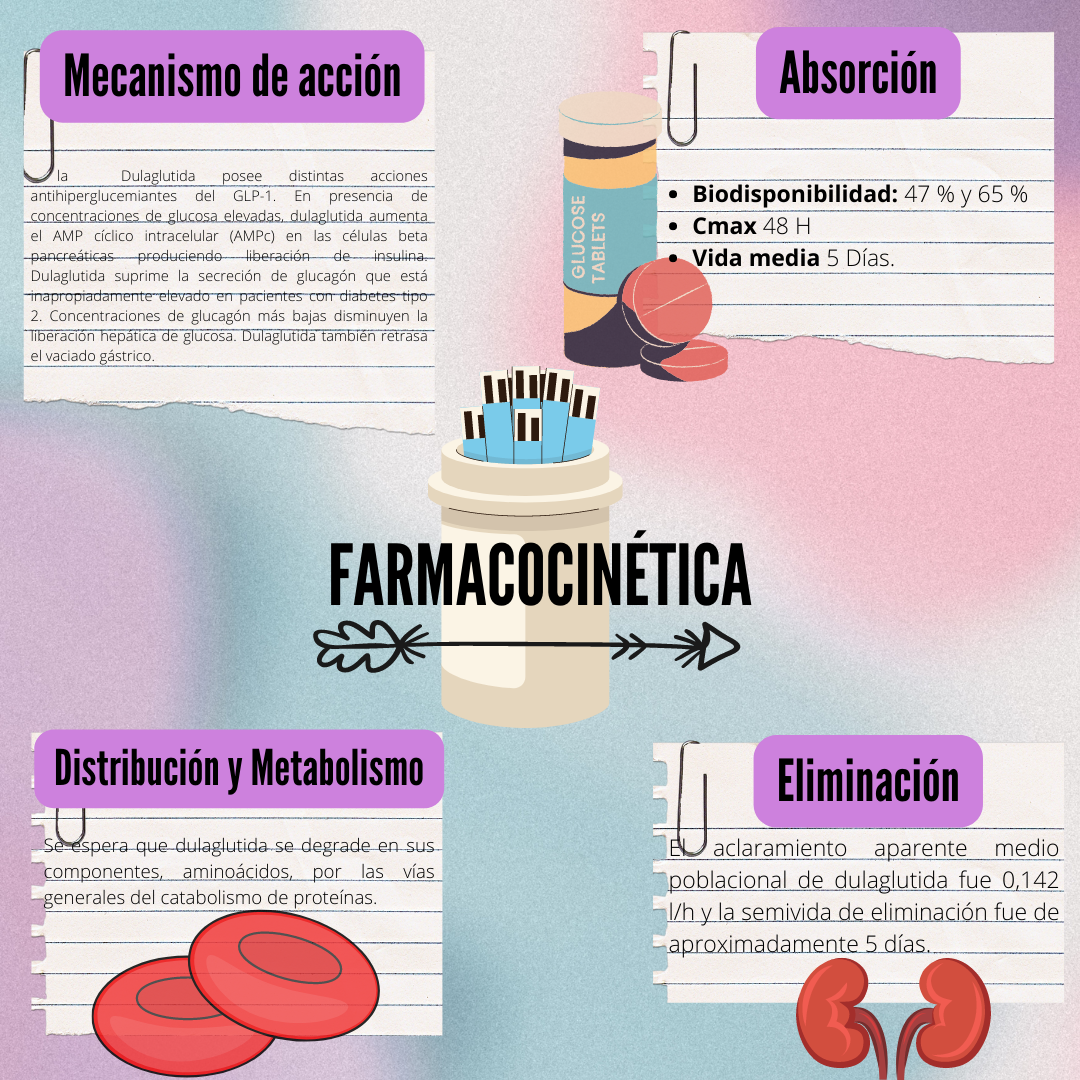 Mecanismo de acción
la Dulaglutida posee distintas acciones
antihiperglucemiantes del GLP-1. En presencia de
concentraciones de glucosa elevadas, dulaglutida aumenta
el AMP cíclico intracelular (AMPc) en las células beta
pancreáticas produciendo liberación de insulina.
Dulaglutida suprime la secreción de glucagón que está
inapropiadamente elevado en pacientes con diabetes tipo
2. Concentraciones de glucagón más bajas disminuyen la
liberación hepática de glucosa. Dulaglutida también retrasa
el vaciado gástrico.
Absorción
• Biodisponibilidad: 47 % y 65 %
• Cmax 48 H
• Vida media 5 Días.
GLUCOSE
TABLETS
FARMACOCINÉTICA
Distribución y Metabolismo
Se espera que dulaglutida se degrade en sus
componentes, aminoácidos, por las vías
generales del catabolismo de proteínas.
Eliminación
El aclaramiento aparente medio
poblacional de dulaglutida fue 0,142
l/h y la semivida de eliminación fue de
aproximadamente 5 días.